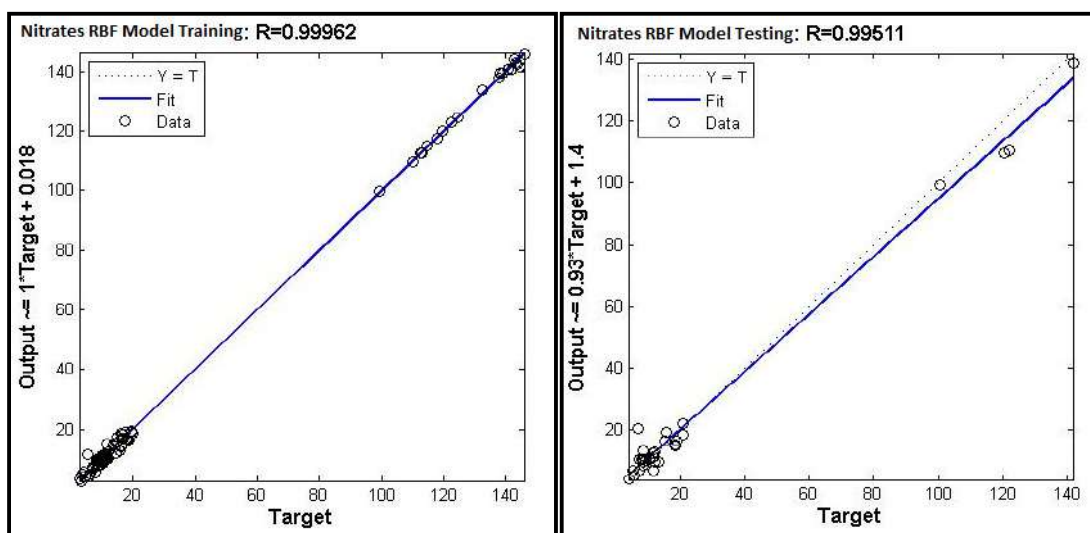 Nitrates RBF Model Training: R=0.99962
Y = T
Fit
Data
Output ~= 1*Target + 0.018
140
120
100
80
60
40
20
20
40
60
80
100
120
140
Target
Nitrates RBF Model Testing: R=0.99511
Y = T
Fit
Data
Output ~= 0.93*Target + 1.4
140
120
100
80
60
40
20
20
40
60
80
100
120
140
Target